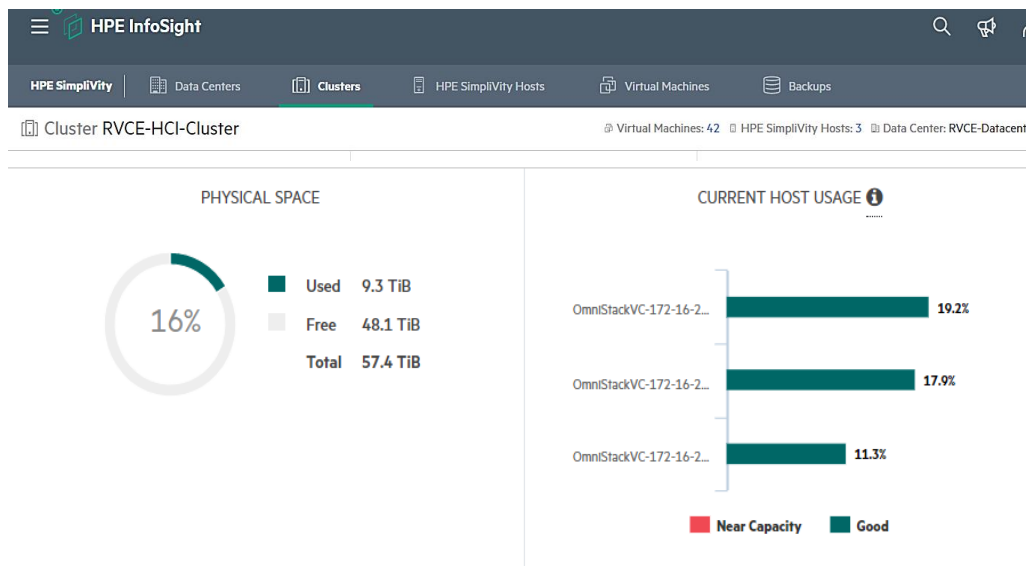 HPE InfoSight
HPE SimpliVity Data Centers Clusters HPE SimpliVity Hosts Virtual Machines Backups
Cluster RVCE-HCI-Cluster Virtual Machines: 42 HPE SimpliVity Hosts: 3 Data Center: RVCE-Datacent
PHYSICAL SPACE
16%
Used 9.3 TiB
Free 48.1 TiB
Total 57.4 TiB
CURRENT HOST USAGE
OmniStackVC-172-16-2... 19.2%
OmniStackVC-172-16-2... 17.9%
OmniStackVC-172-16-2... 11.3%
Near Capacity Good